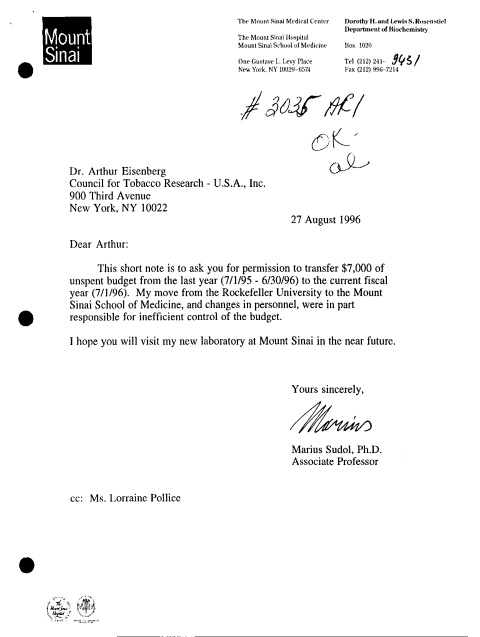 Mount
Sinai
The Mount Sinai Medical Center
The Mount Sinai Hospital
Mount Sinai School of Medicine
One Gustave L. Levy Place
New York, NY 10029-6574
Dorothy H. and Lewis S. Rosenstiel
Department of Biochemistry
Box 1020
Tel (212) 241- 9431
Fax (212) 996-7214
# 3035 AR1
OK
al
Dr. Arthur Eisenberg
Council for Tobacco Research - U.S.A., Inc.
900 Third Avenue
New York, NY 10022
27 August 1996
Dear Arthur:
This short note is to ask you for permission to transfer $7,000 of
unspent budget from the last year (7/1/95 - 6/30/96) to the current fiscal
year (7/1/96). My move from the Rockefeller University to the Mount
Sinai School of Medicine, and changes in personnel, were in part
responsible for inefficient control of the budget.
I hope you will visit my new laboratory at Mount Sinai in the near future.
Yours sincerely,
Marius
Marius Sudol, Ph.D.
Associate Professor
cc: Ms. Lorraine Pollice